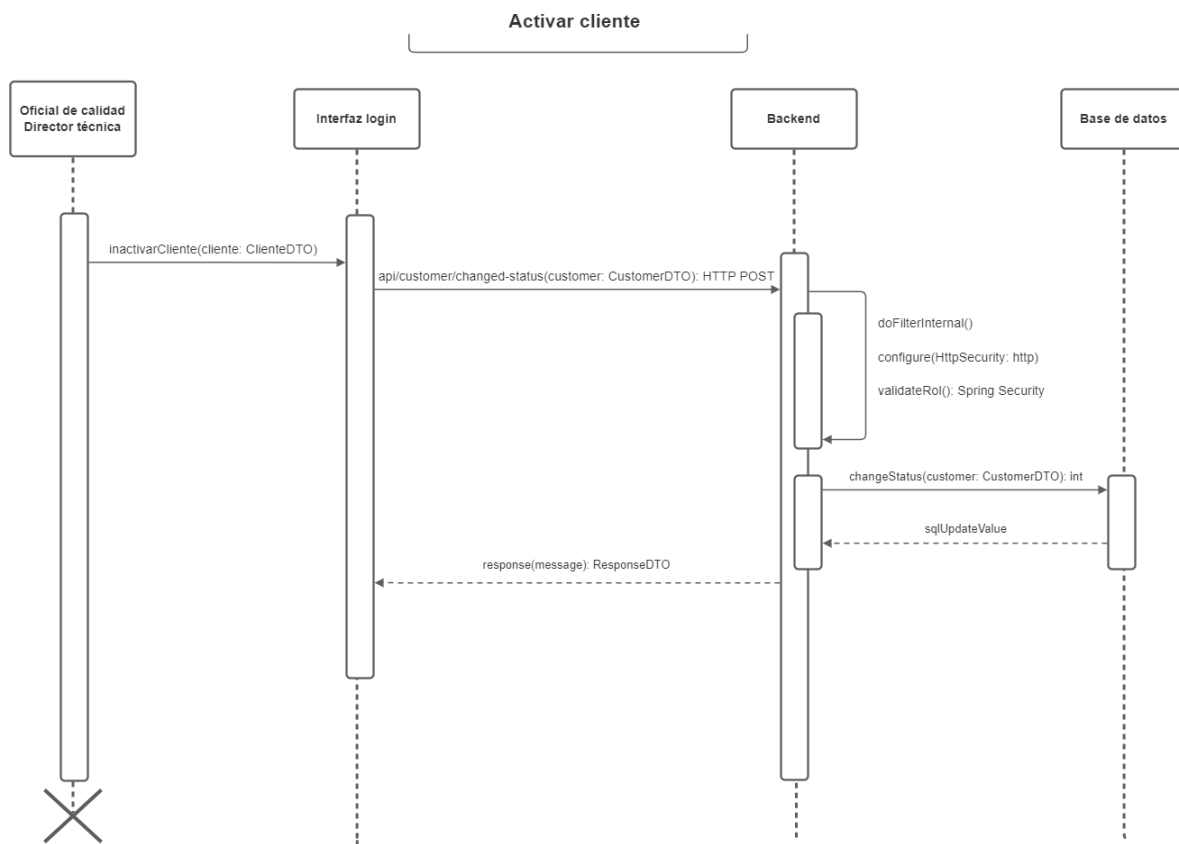 Activar cliente
Oficial de calidad
Director técnica
Interfaz login
Backend
Base de datos
inactivarCliente(cliente: ClienteDTO)
api/customer/changed-status(customer: CustomerDTO): HTTP POST
doFilterInternal()
configure(HttpSecurity: http)
validateRol(): Spring Security
changeStatus(customer: CustomerDTO): int
sqlUpdateValue
response(message): ResponseDTO